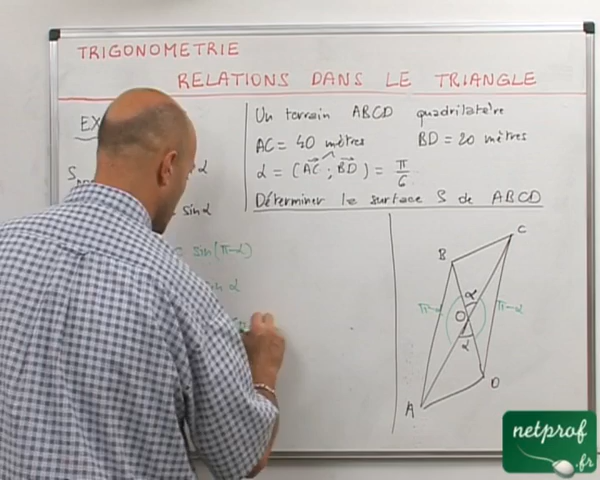 TRIGONOMETRIE
RELATIONS DANS LE TRIANGLE
EX
Un terrain ABCD quadrilatère
AC = 40 mètres BD = 20 mètres
α = (AC ; BD) = π/6
Déterminer la surface S de ABCD
S
α
sin α
sin(π-α)
α
B
C
α
π-α
O
π-α
α
A
D
netprof
.fr